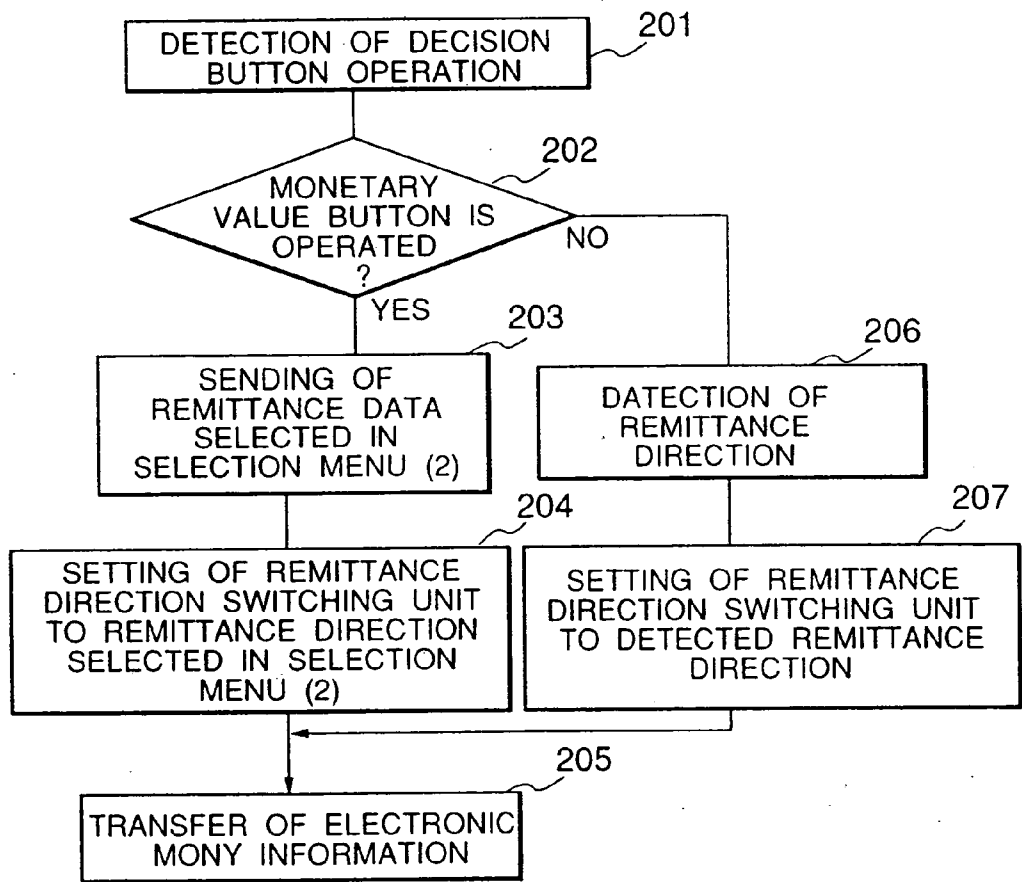 201
DETECTION OF DECISION
BUTTON OPERATION
202
MONETARY
VALUE BUTTON IS
OPERATED
?
NO
YES
203
SENDING OF
REMITTANCE DATA
SELECTED IN
SELECTION MENU (2)
206
DATECTION OF
REMITTANCE
DIRECTION
204
SETTING OF REMITTANCE
DIRECTION SWITCHING UNIT
TO REMITTANCE DIRECTION
SELECTED IN SELECTION
MENU (2)
207
SETTING OF REMITTANCE
DIRECTION SWITCHING UNIT
TO DETECTED REMITTANCE
DIRECTION
205
TRANSFER OF ELECTRONIC
MONY INFORMATION